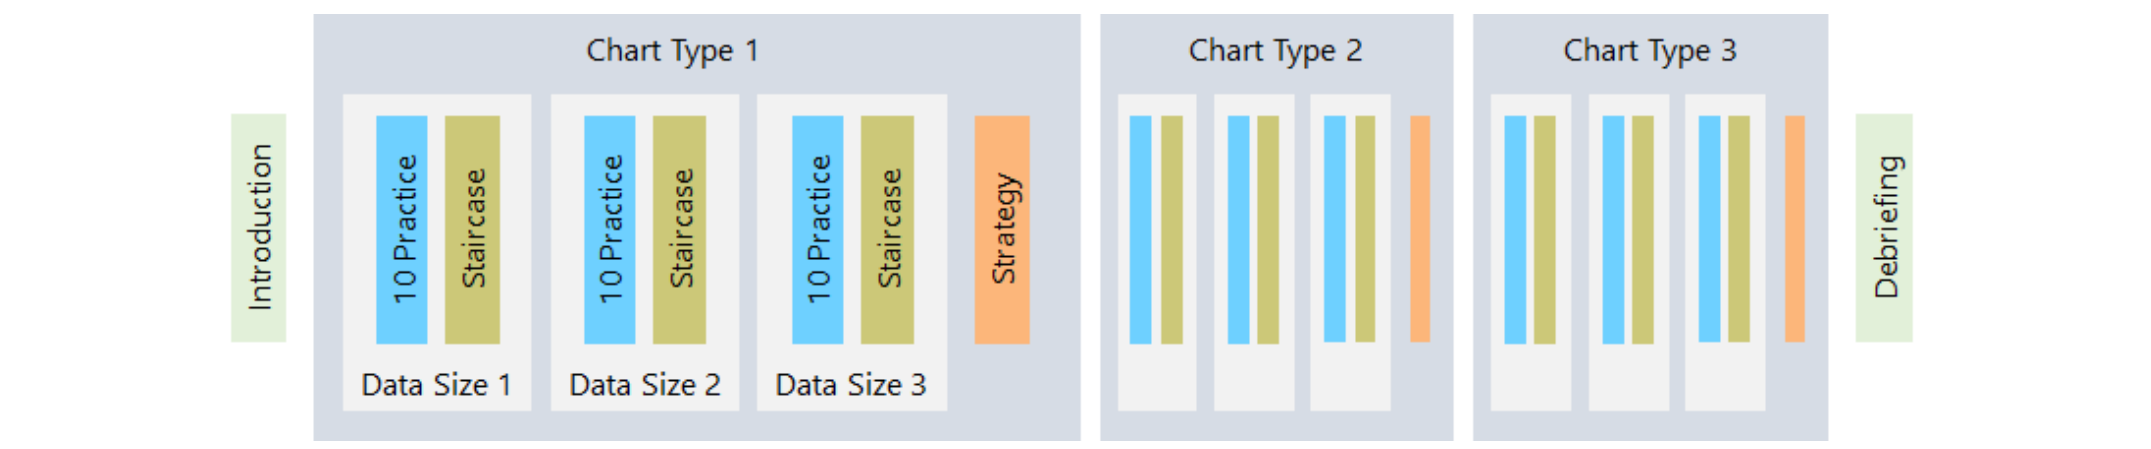 Introduction
Chart Type 1
10 Practice
Staircase
Data Size 1
10 Practice
Staircase
Data Size 2
10 Practice
Staircase
Data Size 3
Strategy
Chart Type 2
Chart Type 3
Debriefing